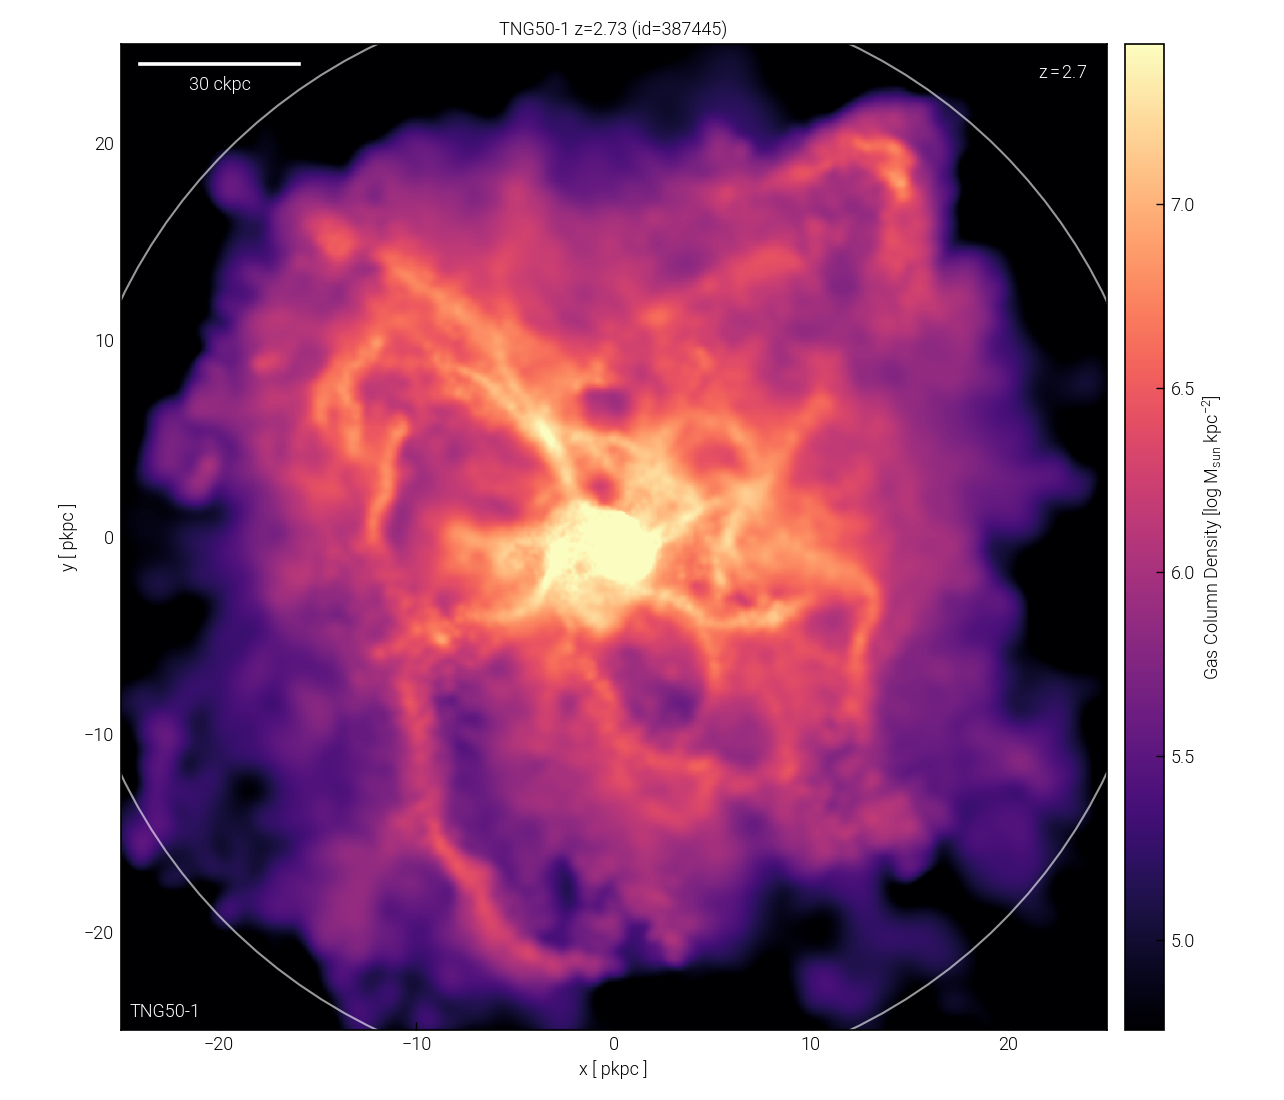 TNG50-1 z=2.73 (id=387445)
30 ckpc
z=2.7
20
10
0
−10
−20
TNG50-1
−20
−10
0
10
20
x [ pkpc ]
y [ pkpc ]
7.0
6.5
6.0
5.5
5.0
Gas Column Density [log M_sun kpc^−2]